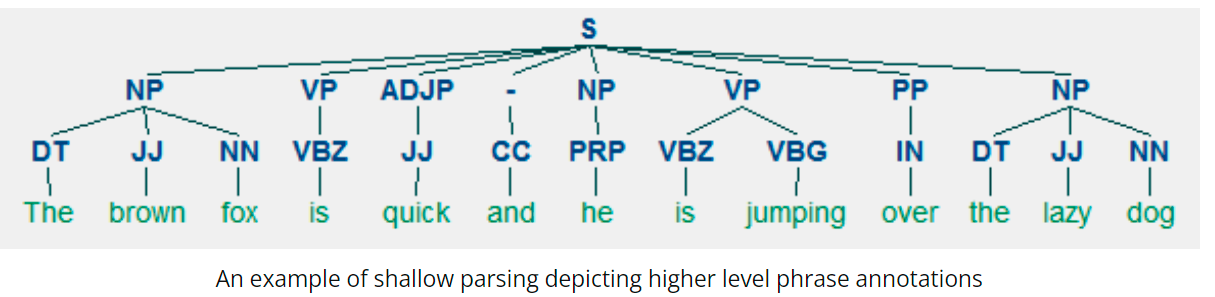 S
NP VP ADJP - NP VP PP NP
DT JJ NN VBZ JJ CC PRP VBZ VBG IN DT JJ NN
The brown fox is quick and he is jumping over the lazy dog
An example of shallow parsing depicting higher level phrase annotations